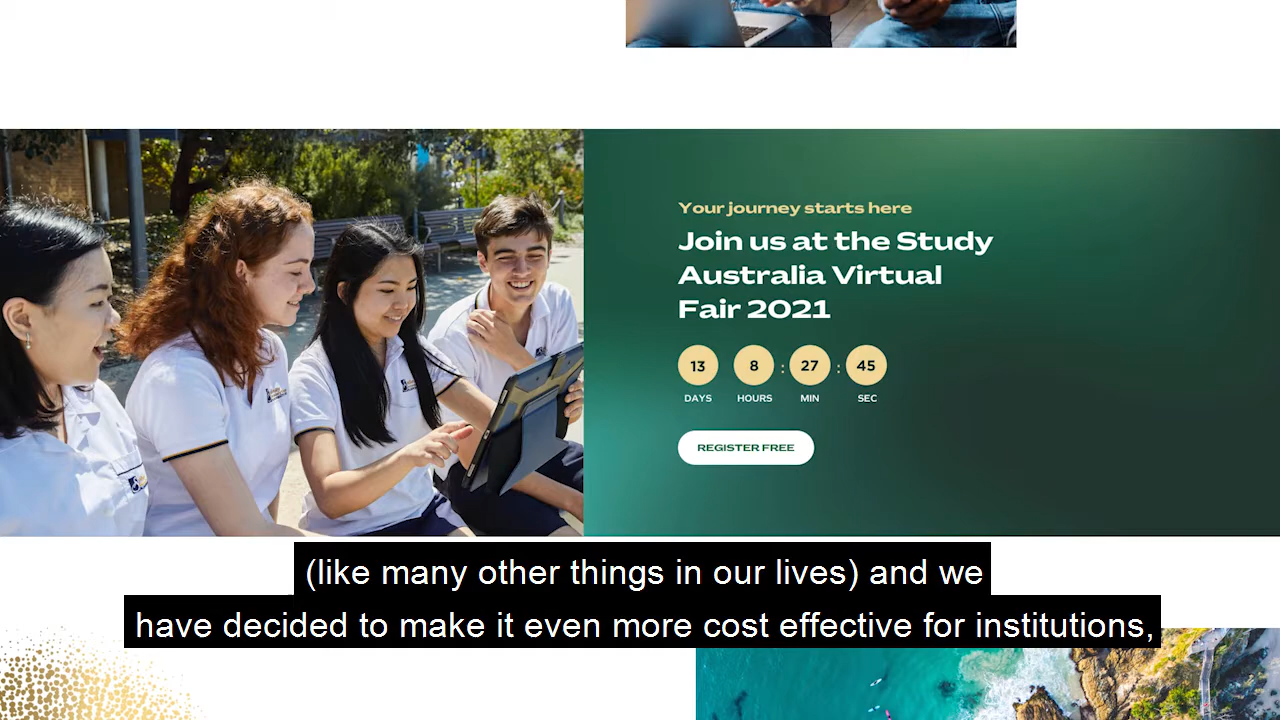 Your journey starts here
Join us at the Study
Australia Virtual
Fair 2021
13 8 : 27 : 45
DAYS HOURS MIN SEC
REGISTER FREE
(like many other things in our lives) and we
have decided to make it even more cost effective for institutions,